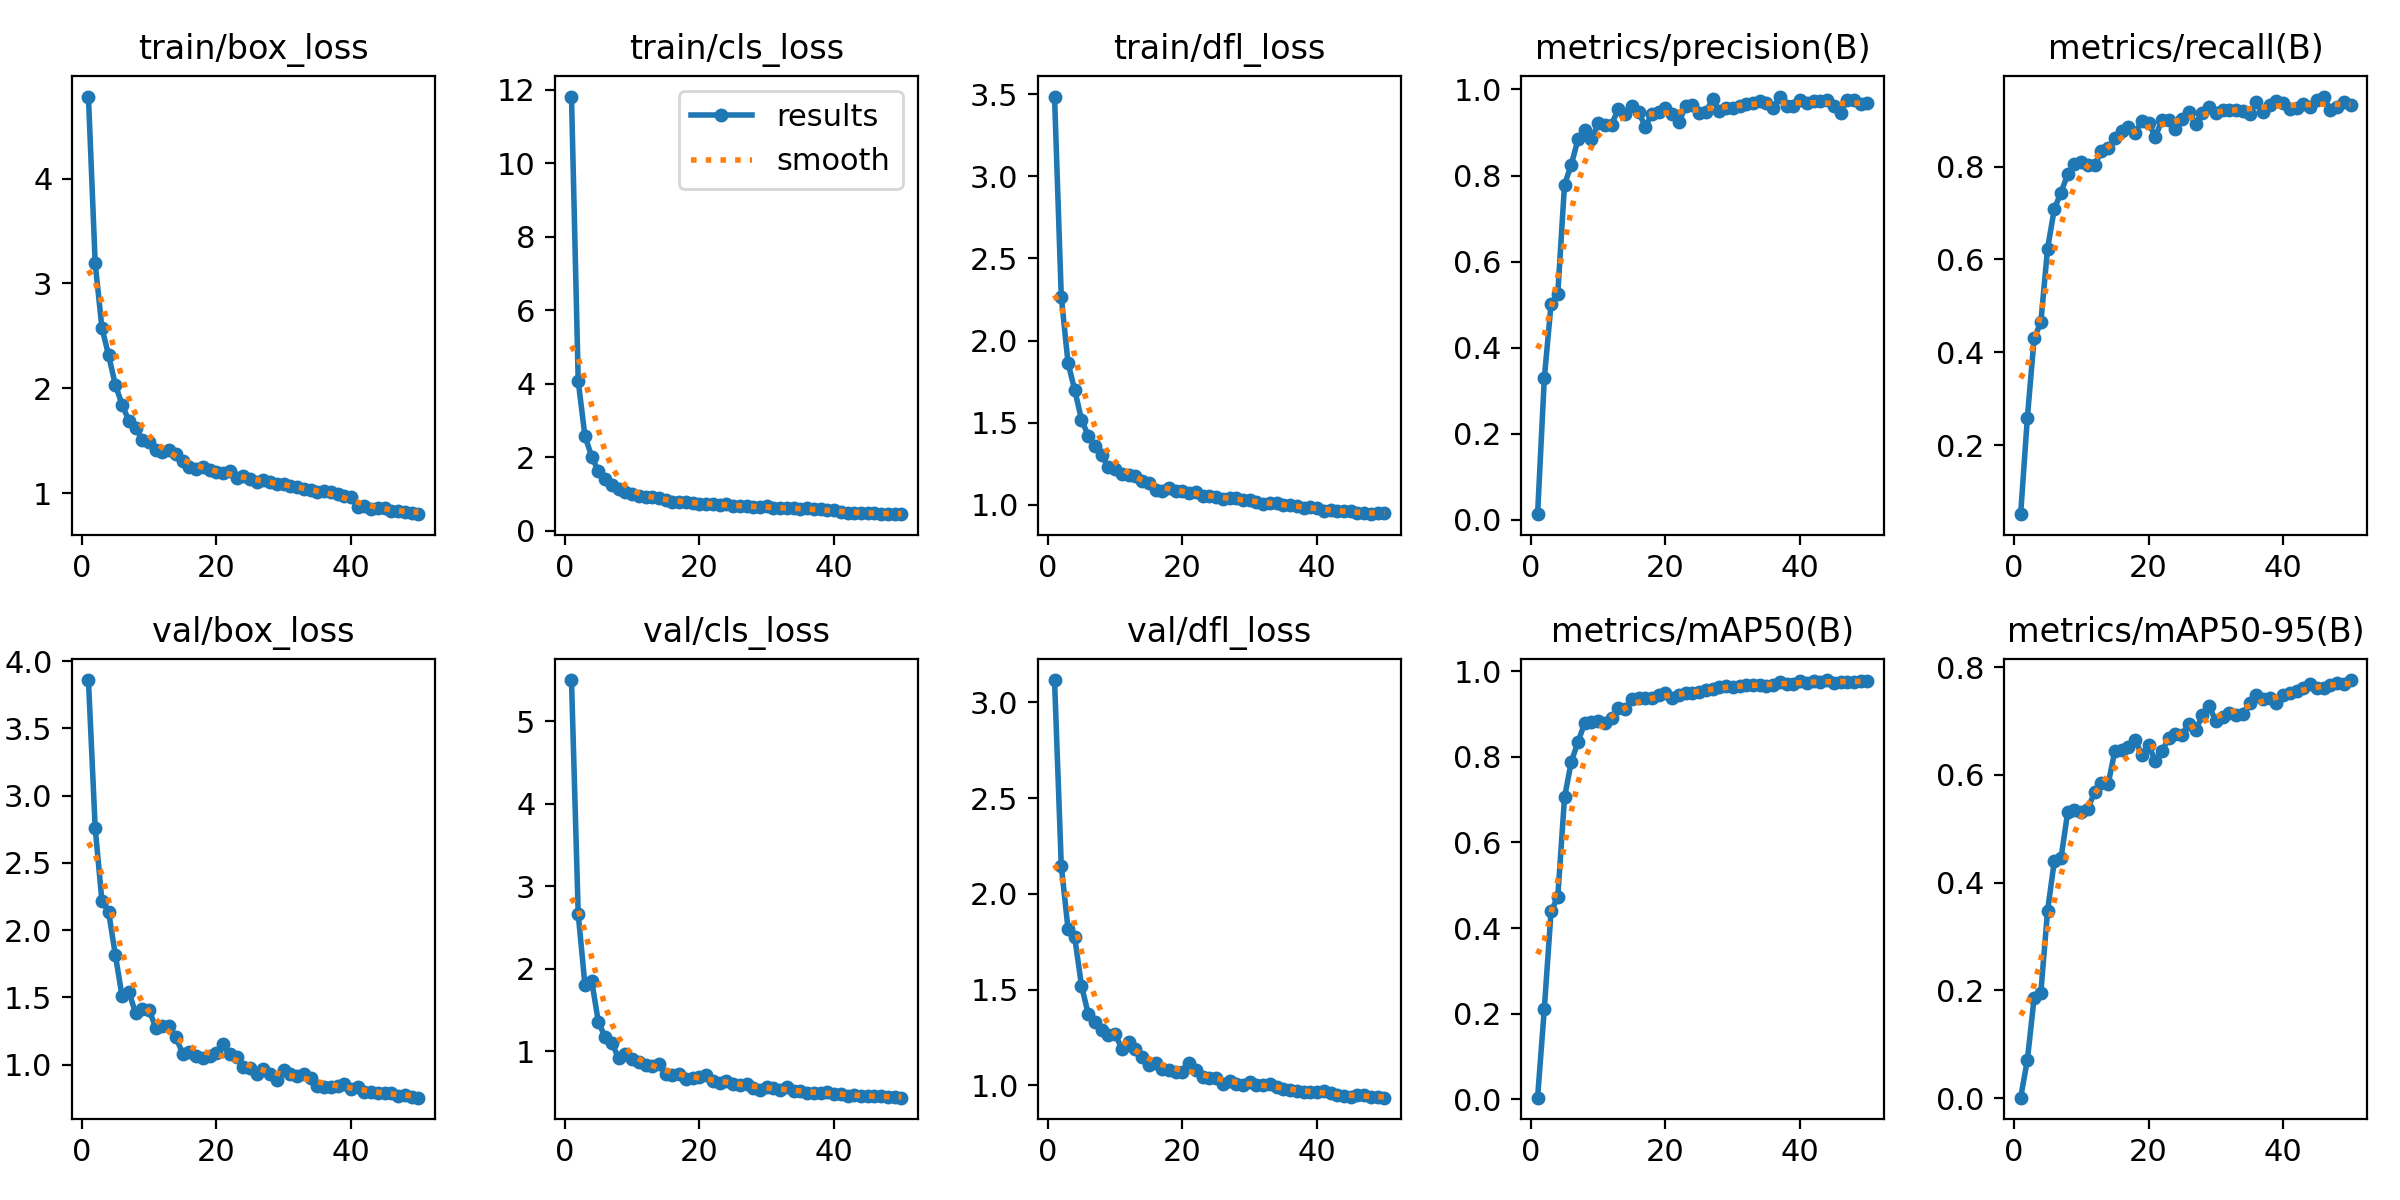 train/box_loss
4
3
2
1
0 20 40
train/cls_loss
12
10
8
6
4
2
0
0 20 40
results
smooth
train/dfl_loss
3.5
3.0
2.5
2.0
1.5
1.0
0 20 40
metrics/precision(B)
1.0
0.8
0.6
0.4
0.2
0.0
0 20 40
metrics/recall(B)
0.8
0.6
0.4
0.2
0 20 40
val/box_loss
4.0
3.5
3.0
2.5
2.0
1.5
1.0
0 20 40
val/cls_loss
5
4
3
2
1
0 20 40
val/dfl_loss
3.0
2.5
2.0
1.5
1.0
0 20 40
metrics/mAP50(B)
1.0
0.8
0.6
0.4
0.2
0.0
0 20 40
metrics/mAP50-95(B)
0.8
0.6
0.4
0.2
0.0
0 20 40